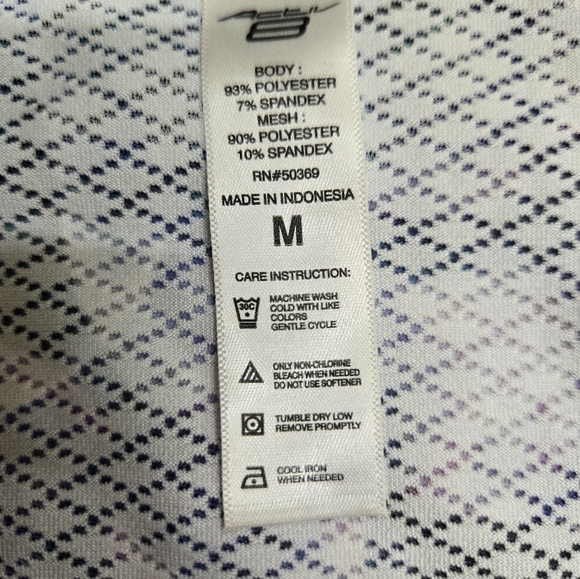 Activ
8
BODY :
93% POLYESTER
7% SPANDEX
MESH :
90% POLYESTER
10% SPANDEX
RN#50369
MADE IN INDONESIA
M
CARE INSTRUCTION:
30C
MACHINE WASH
COLD WITH LIKE
COLORS
GENTLE CYCLE
ONLY NON-CHLORINE
BLEACH WHEN NEEDED
DO NOT USE SOFTENER
TUMBLE DRY LOW
REMOVE PROMPTLY
COOL IRON
WHEN NEEDED